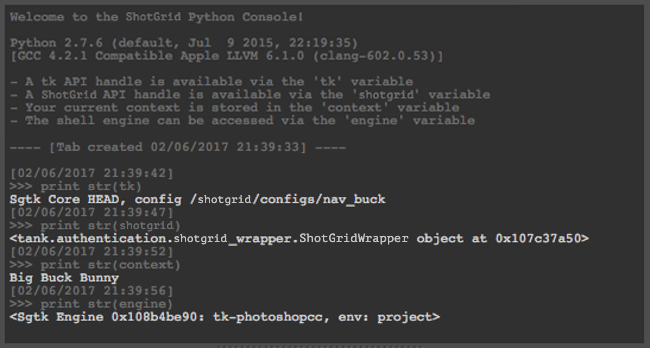 Welcome to the ShotGrid Python Console!
Python 2.7.6 (default, Jul  9 2015, 22:19:35)
[GCC 4.2.1 Compatible Apple LLVM 6.1.0 (clang-602.0.53)]
- A tk API handle is available via the 'tk' variable
- A ShotGrid API handle is available via the 'shotgrid' variable
- Your current context is stored in the 'context' variable
- The shell engine can be accessed via the 'engine' variable
---- [Tab created 02/06/2017 21:39:33] ----
[02/06/2017 21:39:42]
>>> print str(tk)
Sgtk Core HEAD, config /shotgrid/configs/nav_buck
[02/06/2017 21:39:47]
>>> print str(shotgrid)
<tank.authentication.shotgrid_wrapper.ShotGridWrapper object at 0x107c37a50>
[02/06/2017 21:39:52]
>>> print str(context)
Big Buck Bunny
[02/06/2017 21:39:56]
>>> print str(engine)
<Sgtk Engine 0x108b4be90: tk-photoshopcc, env: project>